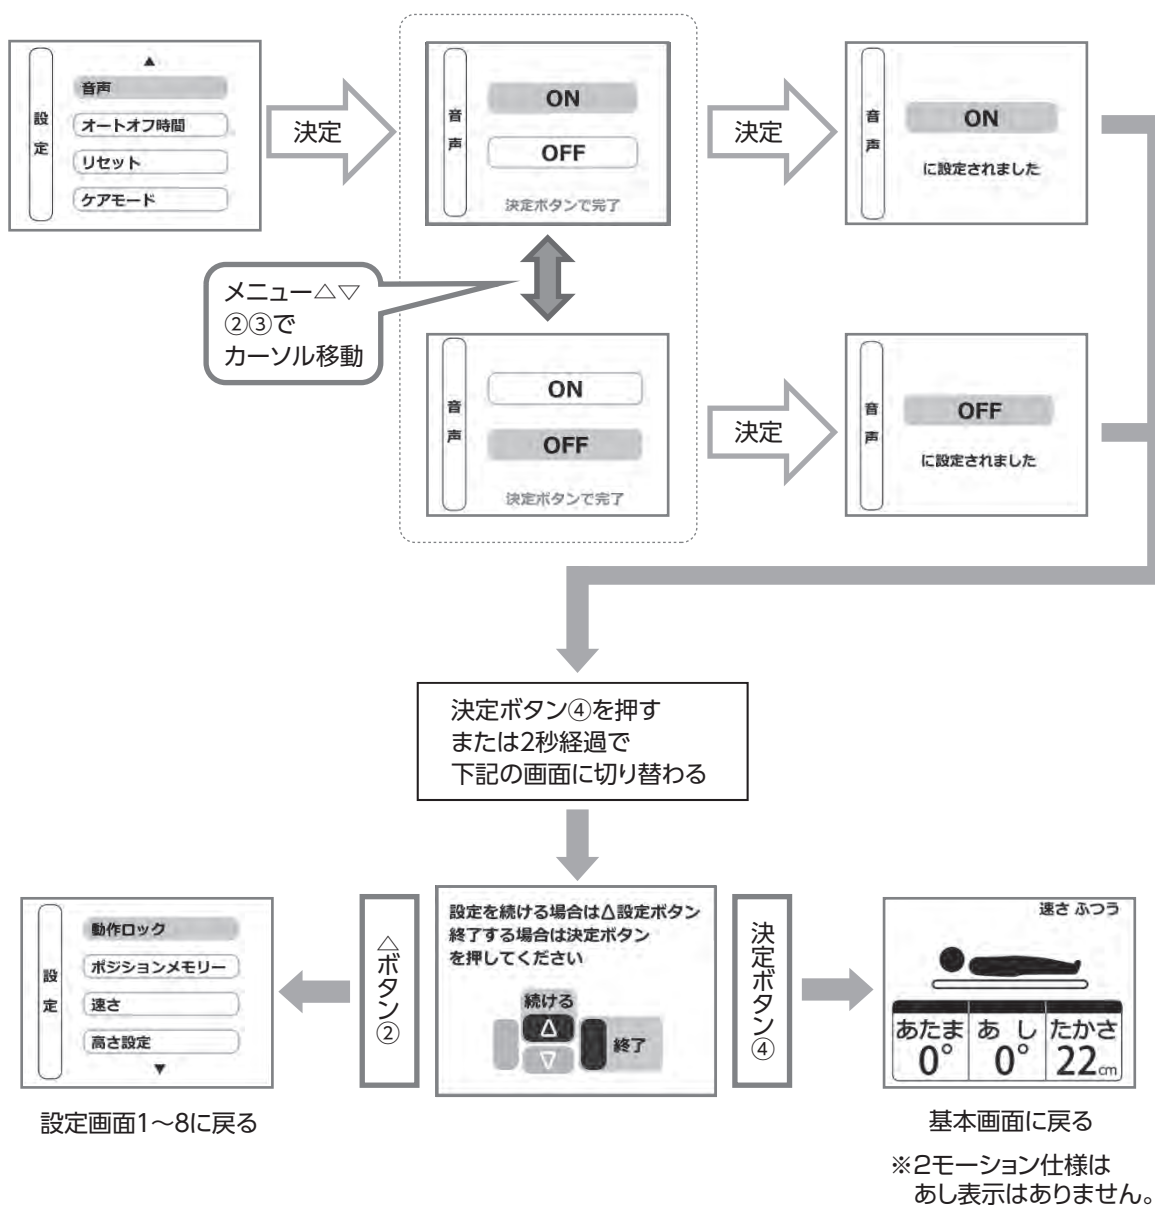 設定
▲
音声
オートオフ時間
リセット
ケアモード
決定
音声
ON
OFF
決定ボタンで完了
決定
音声
ON
に設定されました
メニュー△▽
②③で
カーソル移動
音声
ON
OFF
決定ボタンで完了
決定
音声
OFF
に設定されました
決定ボタン④を押す
または2秒経過で
下記の画面に切り替わる
設定
動作ロック
ポジションメモリー
速さ
高さ設定
▼
設定画面1～8に戻る
△ボタン②
設定を続ける場合は△設定ボタン
終了する場合は決定ボタン
を押してください
続ける
△
▽
終了
決定ボタン④
速さ ふつう
あたま あし たかさ
0° 0° 22cm
基本画面に戻る
※2モーション仕様は
あし表示はありません。